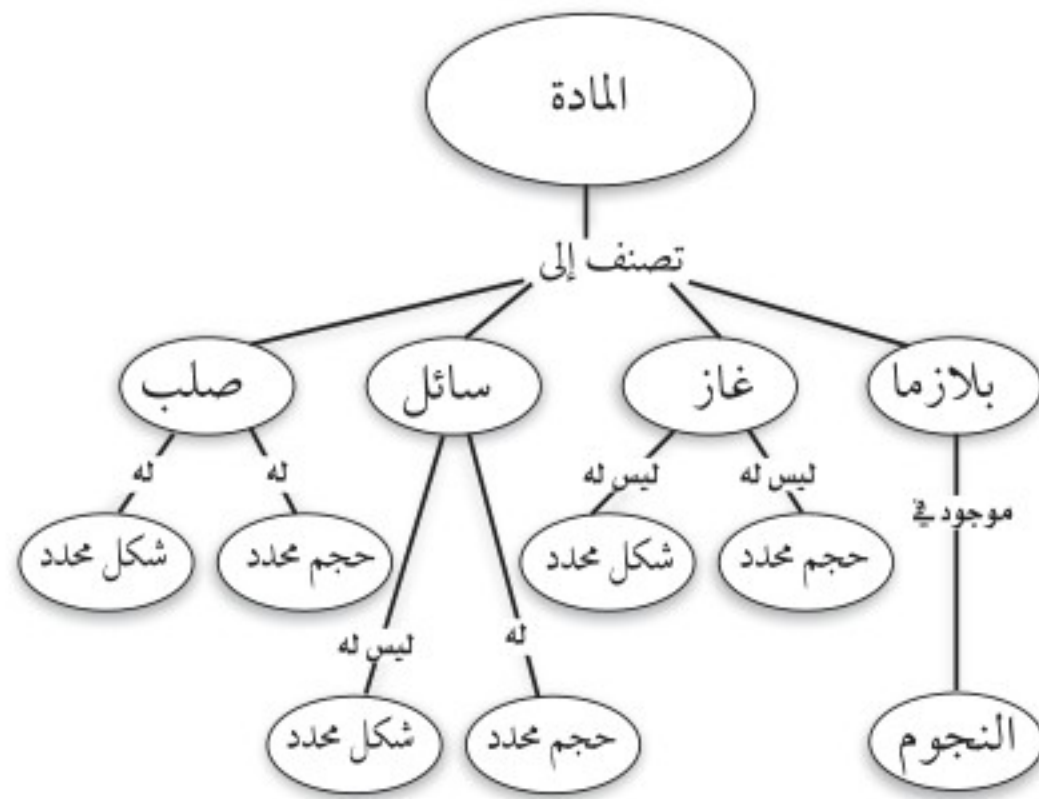 المادة
تصنف إلى
بلازما
غاز
سائل
صلب
ليس له
ليس له
له
له
موجود في
حجم محدد
شكل محدد
حجم محدد
شكل محدد
له
ليس له
النجوم
حجم محدد
شكل محدد